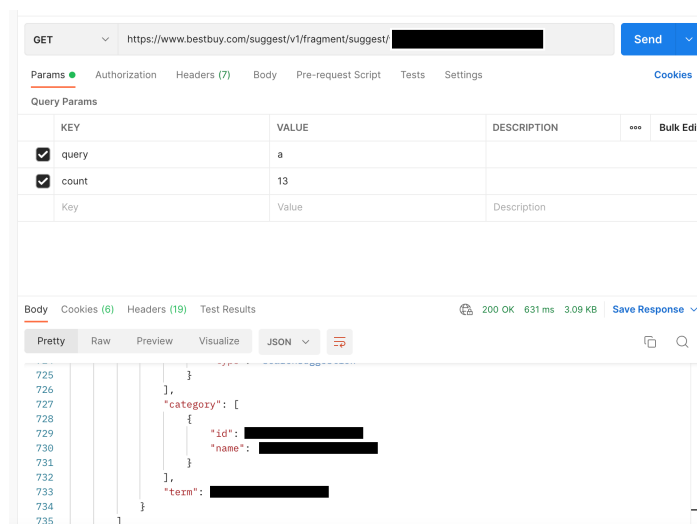 GET https://www.bestbuy.com/suggest/v1/fragment/suggest/ Send
Params Authorization Headers (7) Body Pre-request Script Tests Settings Cookies
Query Params
KEY VALUE DESCRIPTION ooo Bulk Edi
query a
count 13
Key Value Description
Body Cookies (6) Headers (19) Test Results 200 OK 631 ms 3.09 KB Save Response
Pretty Raw Preview Visualize JSON
725 }
726 ],
727 "category": [
728 {
729 "id":
730 "name":
731 }
732 ],
733 "term":
734 }
735 ]